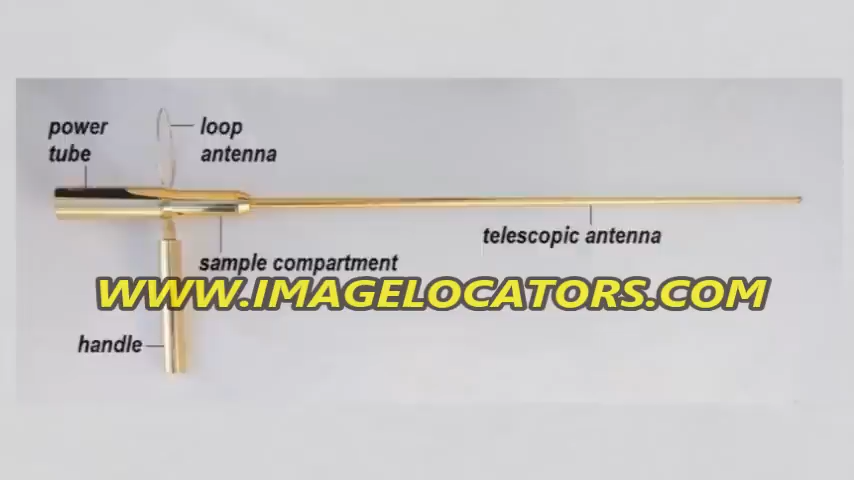 power
tube
loop
antenna
telescopic antenna
sample compartment
WWW.IMAGELOCATORS.COM
handle